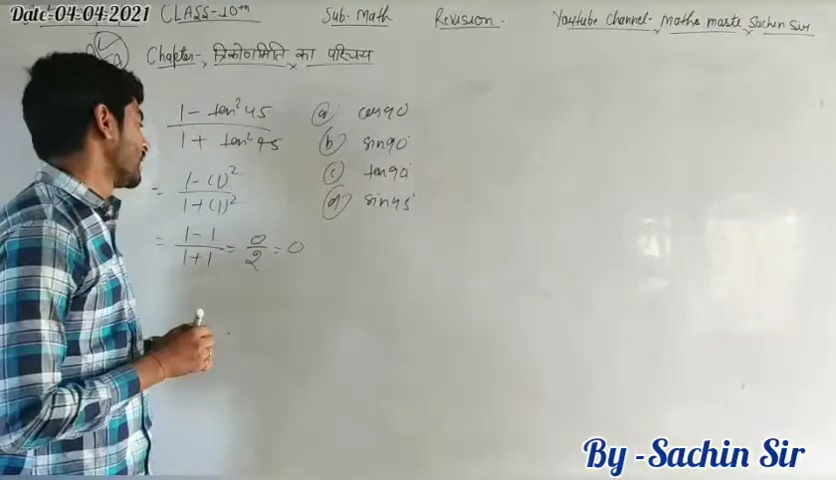 Date-04-04-2021
CLASS-10th
Sub-Math
Revision-
Youtube Channel- Maths masti Sachin Sir
Chapter- त्रिकोणमिति का परिचय
1 - tan²45 / 1 + tan²45
(a) cos90°
(b) sin90°
(c) tan90°
(d) sin45°
= 1-(1)² / 1+(1)²
= 1-1 / 1+1 = 0/2 = 0
By -Sachin Sir